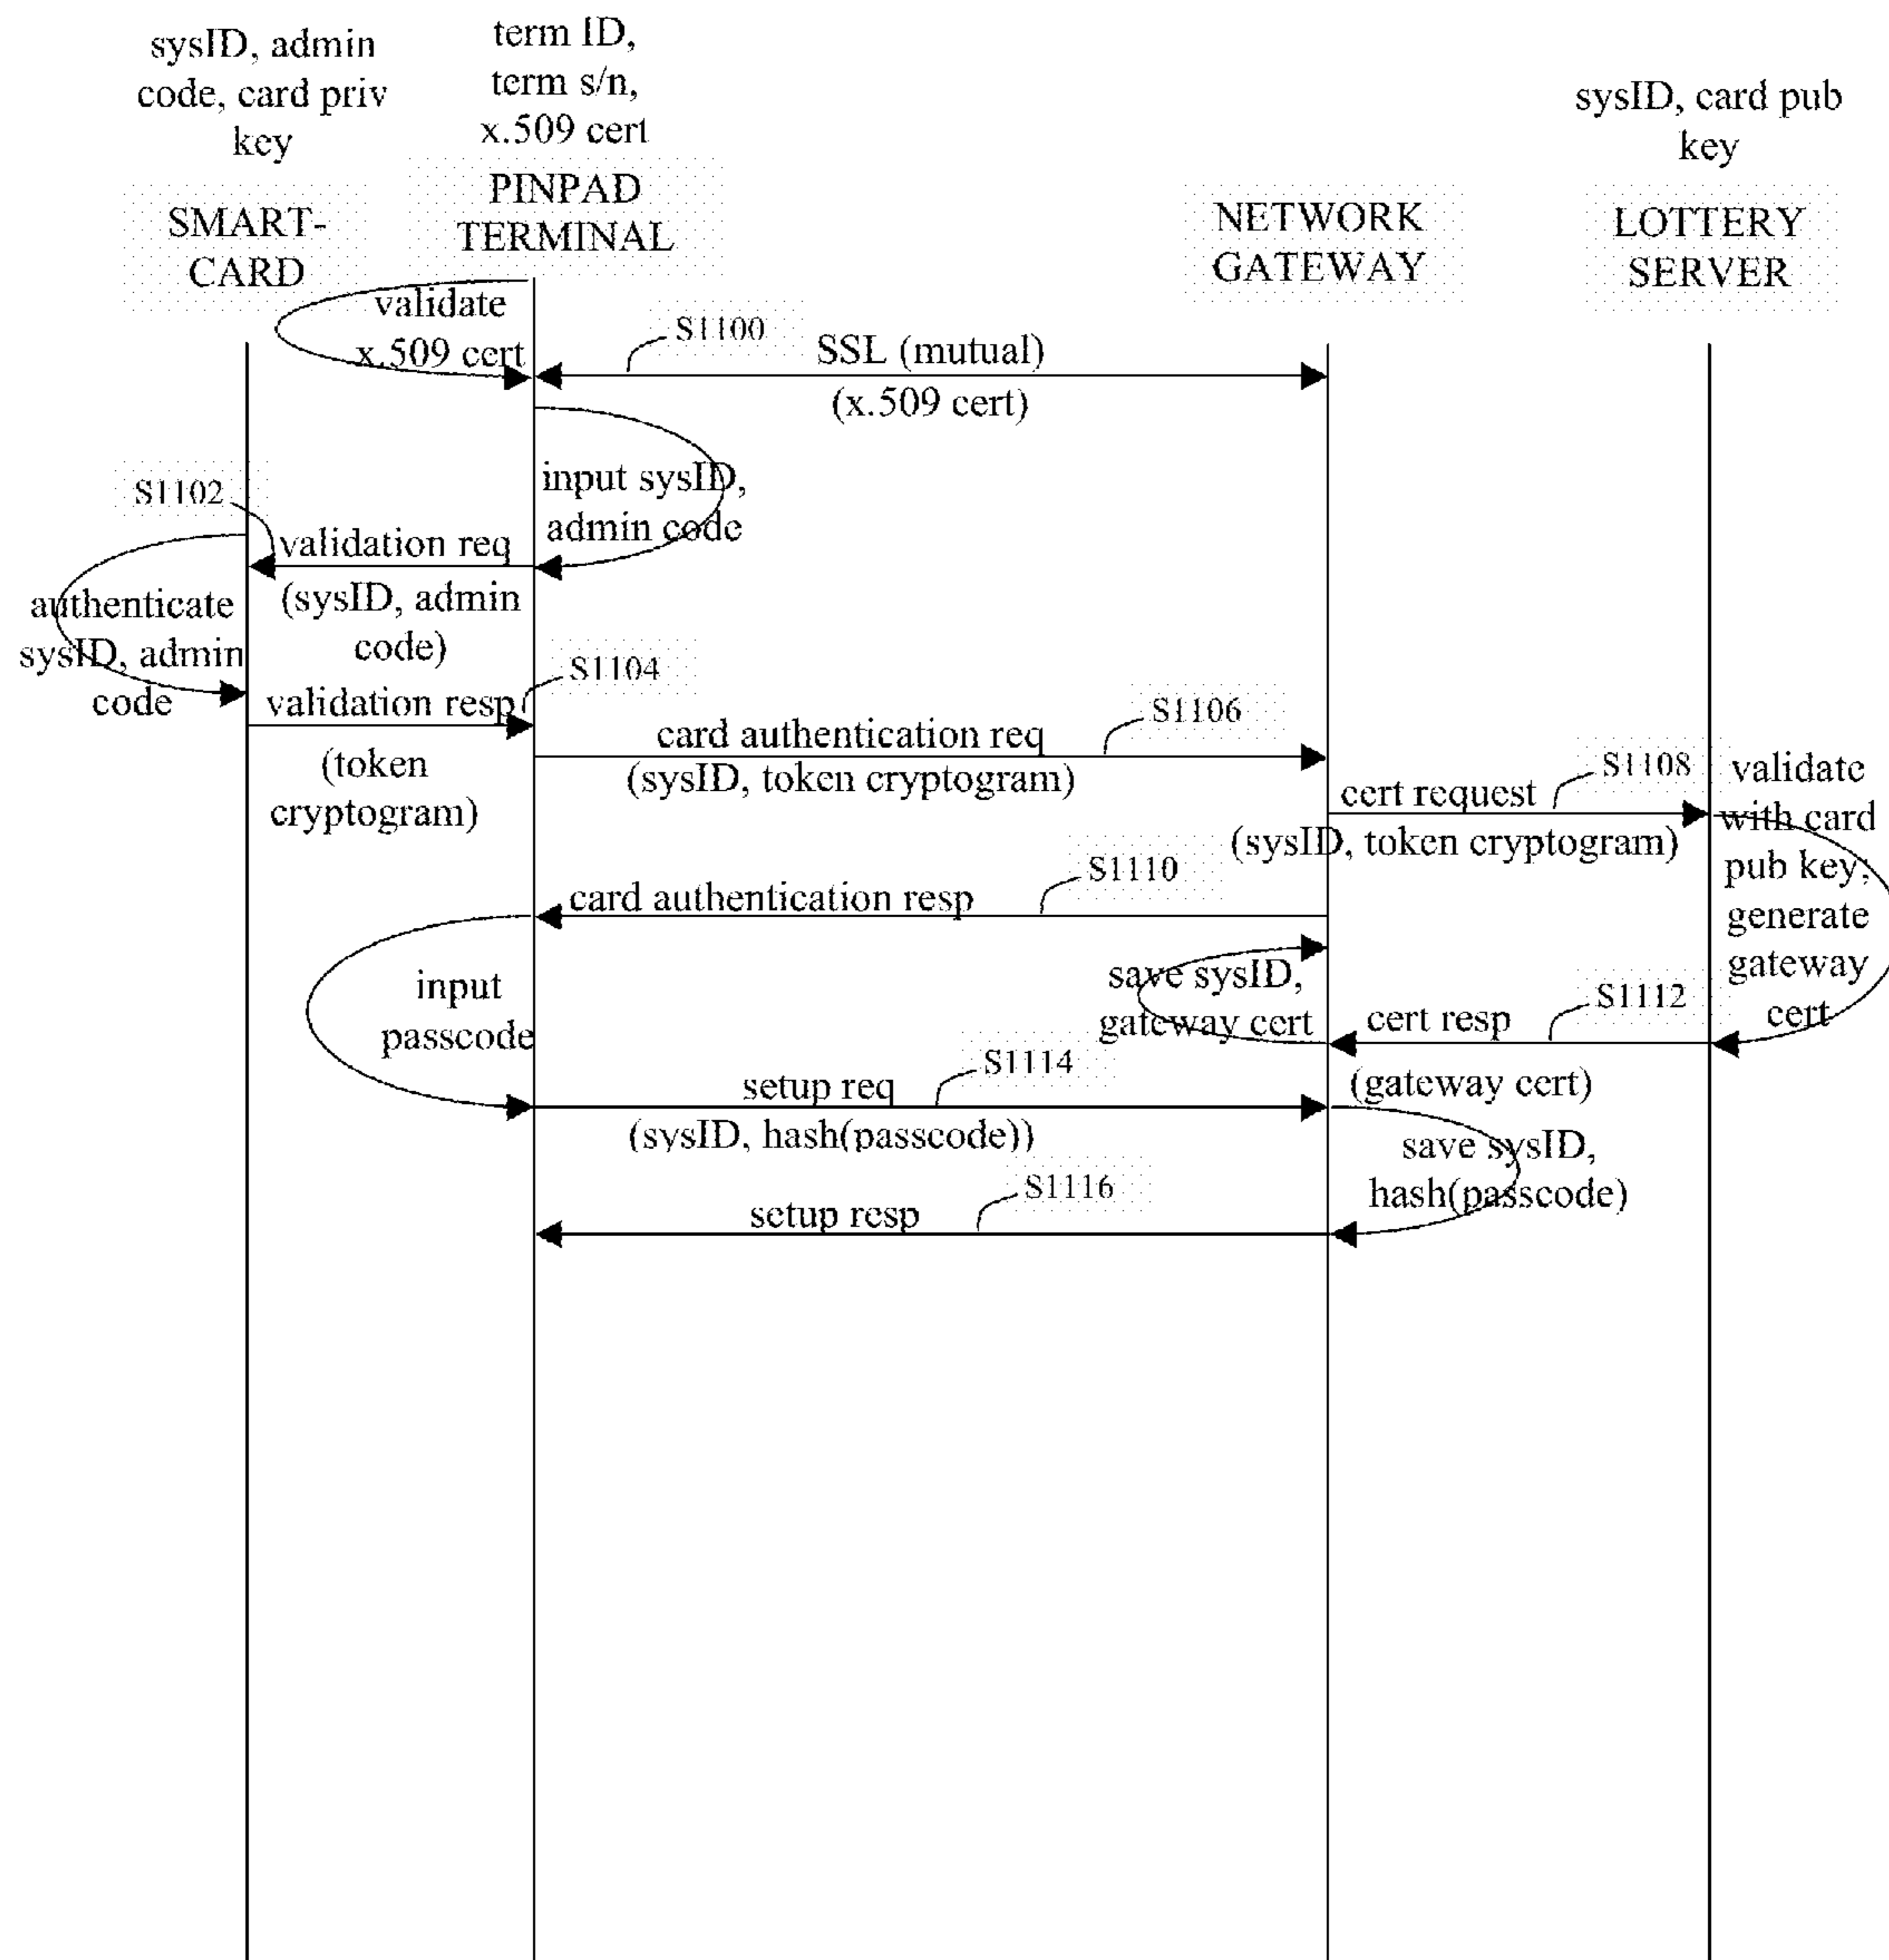 sysID, admin
code, card priv
key
term ID,
term s/n,
x.509 cert
sysID, card pub
key
SMART-
CARD
PINPAD
TERMINAL
NETWORK
GATEWAY
LOTTERY
SERVER
validate
x.509 cert
S1100
SSL (mutual)
(x.509 cert)
input sysID,
admin code
S1102
validation req
(sysID, admin
code)
authenticate
sysID, admin
code
S1104
validation resp
(token
cryptogram)
S1106
card authentication req
(sysID, token cryptogram)
S1108
cert request
(sysID, token cryptogram)
validate
with card
pub key;
generate
gateway
cert
S1110
card authentication resp
input
passcode
save sysID,
gateway cert
S1112
cert resp
(gateway cert)
S1114
setup req
(sysID, hash(passcode))
save sysID,
hash(passcode)
S1116
setup resp